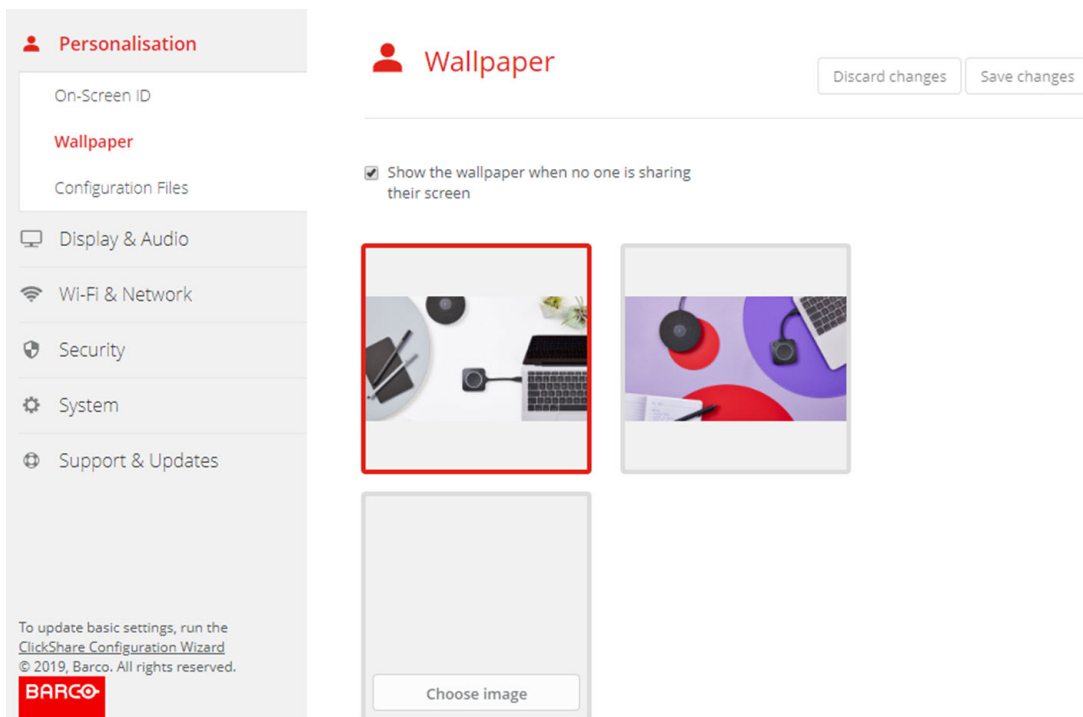 Personalisation
On-Screen ID
Wallpaper
Configuration Files
Display & Audio
Wi-Fi & Network
Security
System
Support & Updates
To update basic settings, run the
ClickShare Configuration Wizard
© 2019, Barco. All rights reserved.
BARCO
Wallpaper
Discard changes
Save changes
Show the wallpaper when no one is sharing
their screen
Choose image